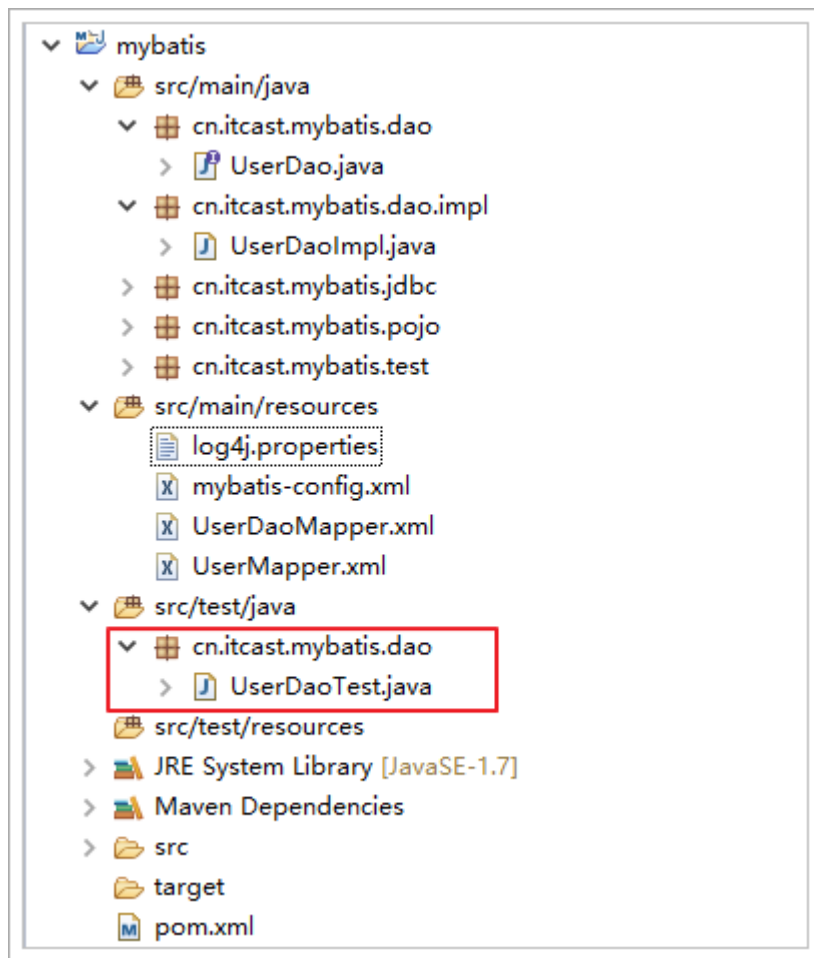 mybatis
src/main/java
cn.itcast.mybatis.dao
UserDao.java
cn.itcast.mybatis.dao.impl
UserDaoImpl.java
cn.itcast.mybatis.jdbc
cn.itcast.mybatis.pojo
cn.itcast.mybatis.test
src/main/resources
log4j.properties
mybatis-config.xml
UserDaoMapper.xml
UserMapper.xml
src/test/java
cn.itcast.mybatis.dao
UserDaoTest.java
src/test/resources
JRE System Library [JavaSE-1.7]
Maven Dependencies
src
target
pom.xml